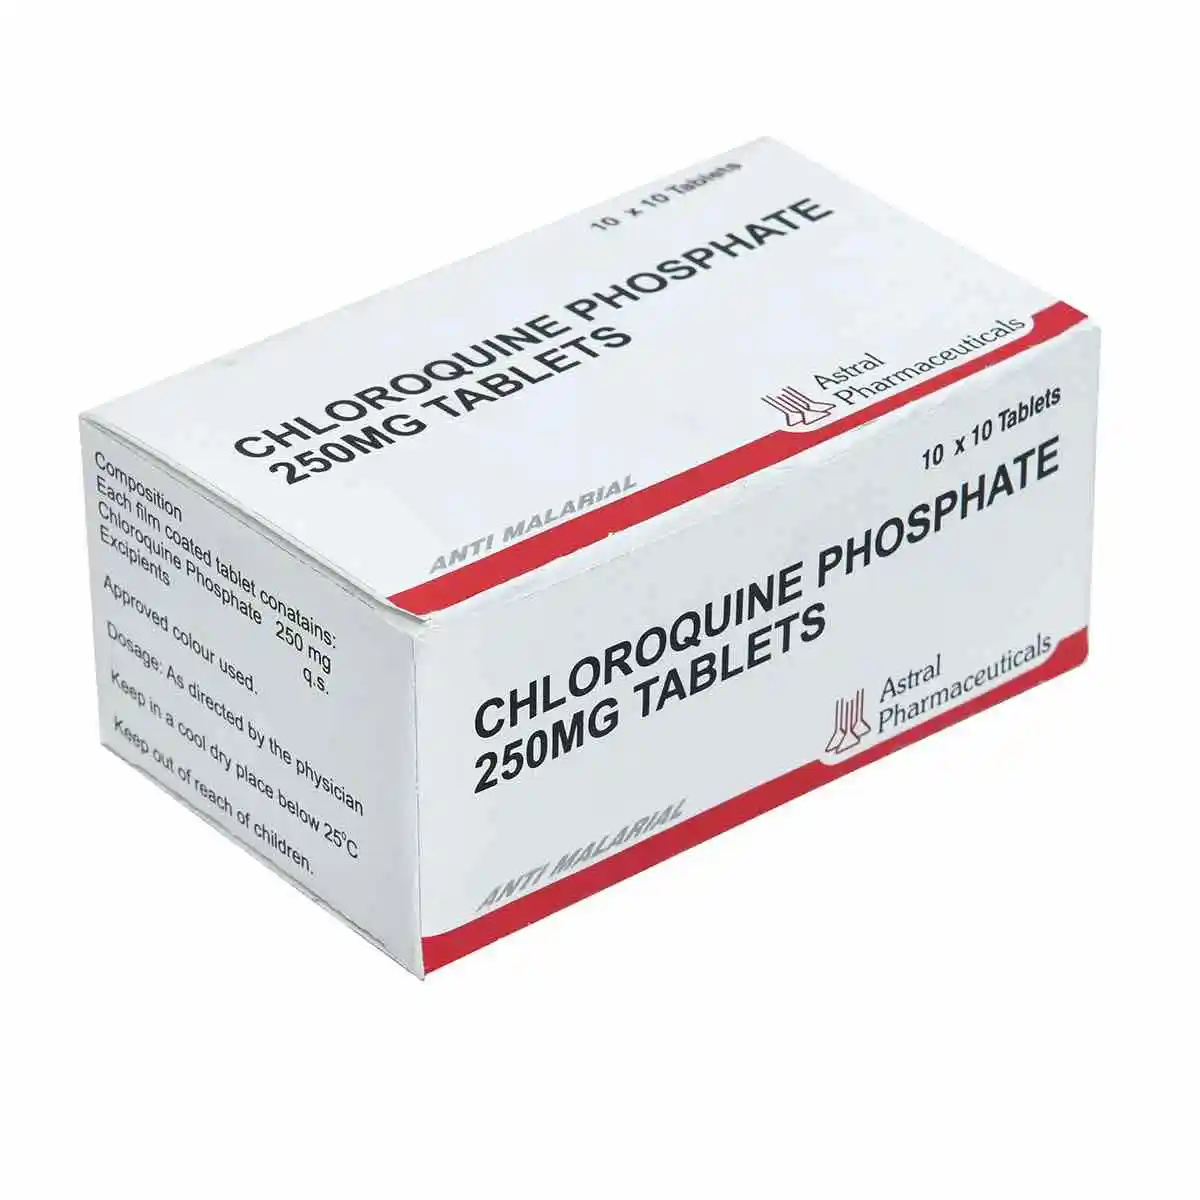 10 x 10 Tablets
CHLOROQUINE PHOSPHATE
250MG TABLETS
Astral
Pharmaceuticals
ANTI MALARIAL
Composition
Each film coated tablet conatains:
Chloroquine Phosphate 250 mg
Excipients q.s.
Approved colour used.
Dosage: As directed by the physician
Keep in a cool dry place below 25°C
Keep out of reach of children.
10 x 10 Tablets
CHLOROQUINE PHOSPHATE
250MG TABLETS
Astral
Pharmaceuticals
ANTI MALARIAL